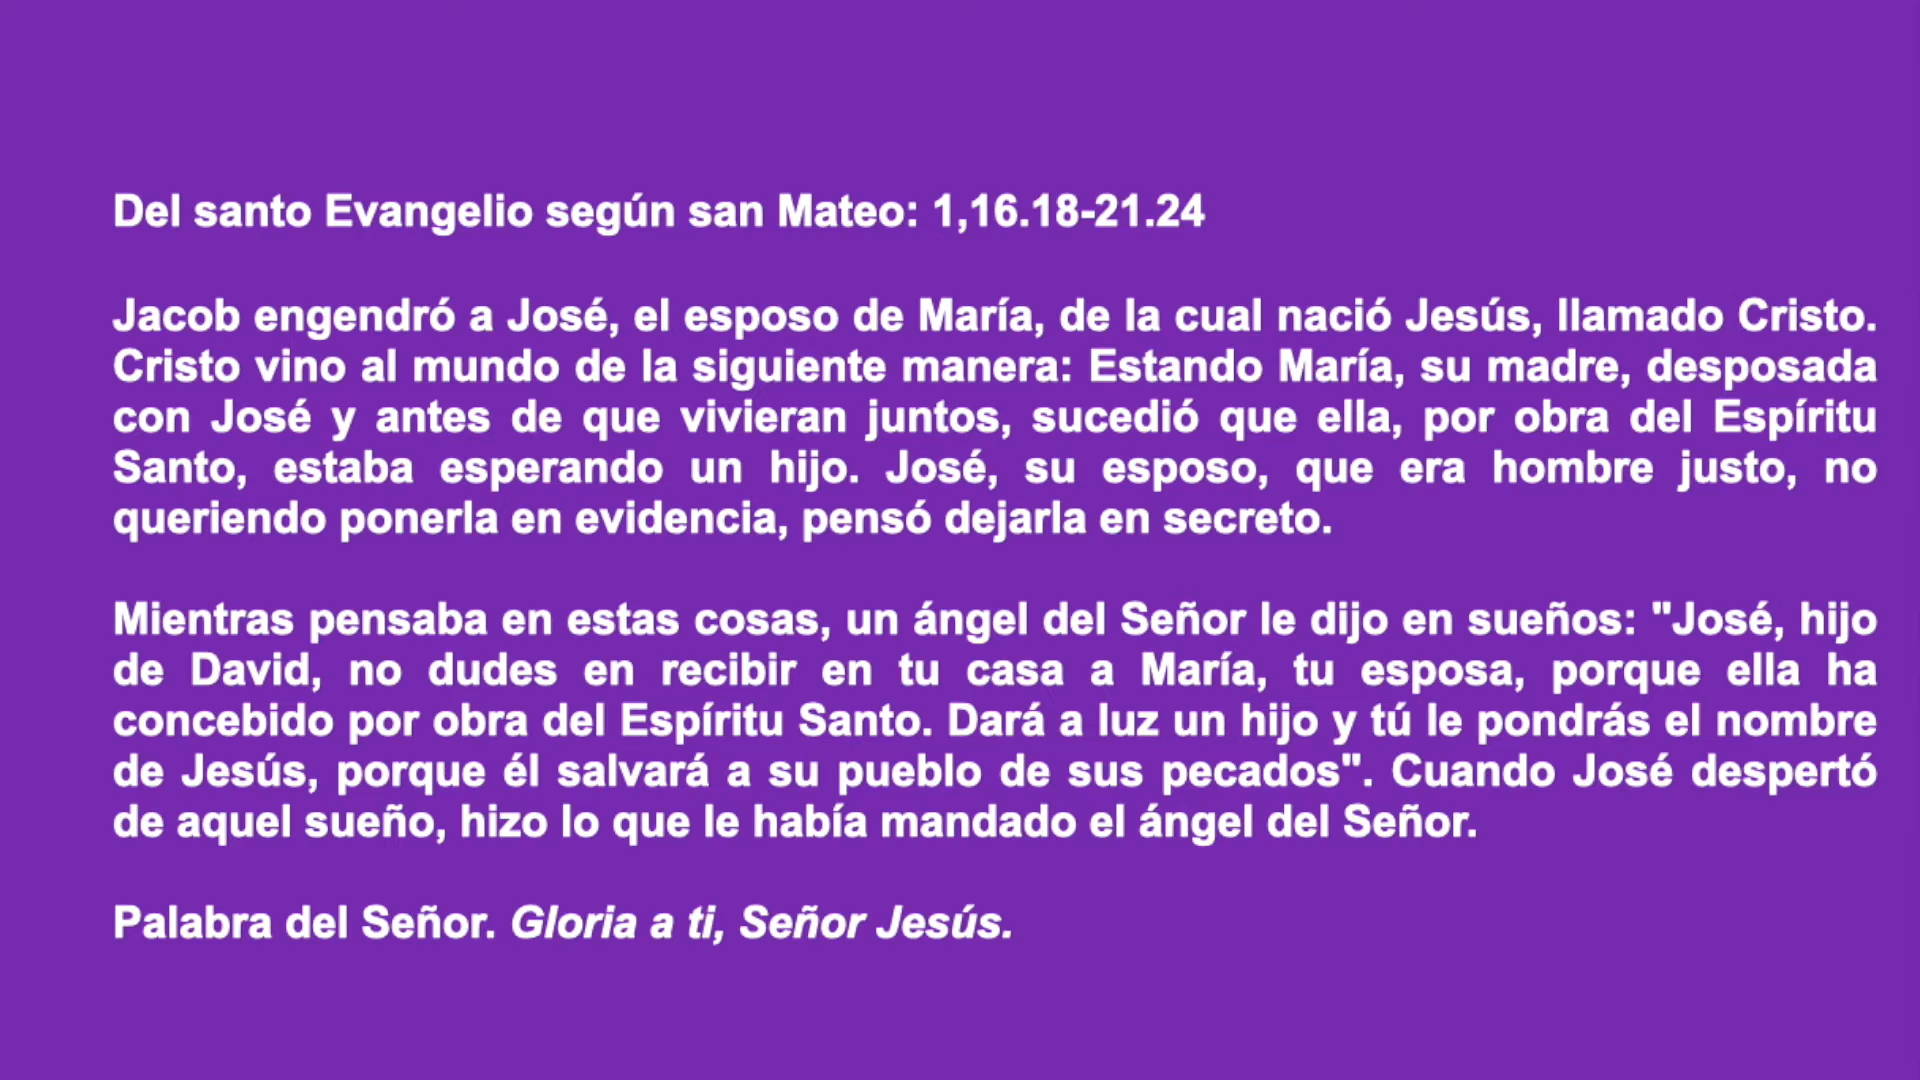 Del santo Evangelio según san Mateo: 1,16.18-21.24
Jacob engendró a José, el esposo de María, de la cual nació Jesús, llamado Cristo.
Cristo vino al mundo de la siguiente manera: Estando María, su madre, desposada
con José y antes de que vivieran juntos, sucedió que ella, por obra del Espíritu
Santo, estaba esperando un hijo. José, su esposo, que era hombre justo, no
queriendo ponerla en evidencia, pensó dejarla en secreto.
Mientras pensaba en estas cosas, un ángel del Señor le dijo en sueños: "José, hijo
de David, no dudes en recibir en tu casa a María, tu esposa, porque ella ha
concebido por obra del Espíritu Santo. Dará a luz un hijo y tú le pondrás el nombre
de Jesús, porque él salvará a su pueblo de sus pecados". Cuando José despertó
de aquel sueño, hizo lo que le había mandado el ángel del Señor.
Palabra del Señor. Gloria a ti, Señor Jesús.